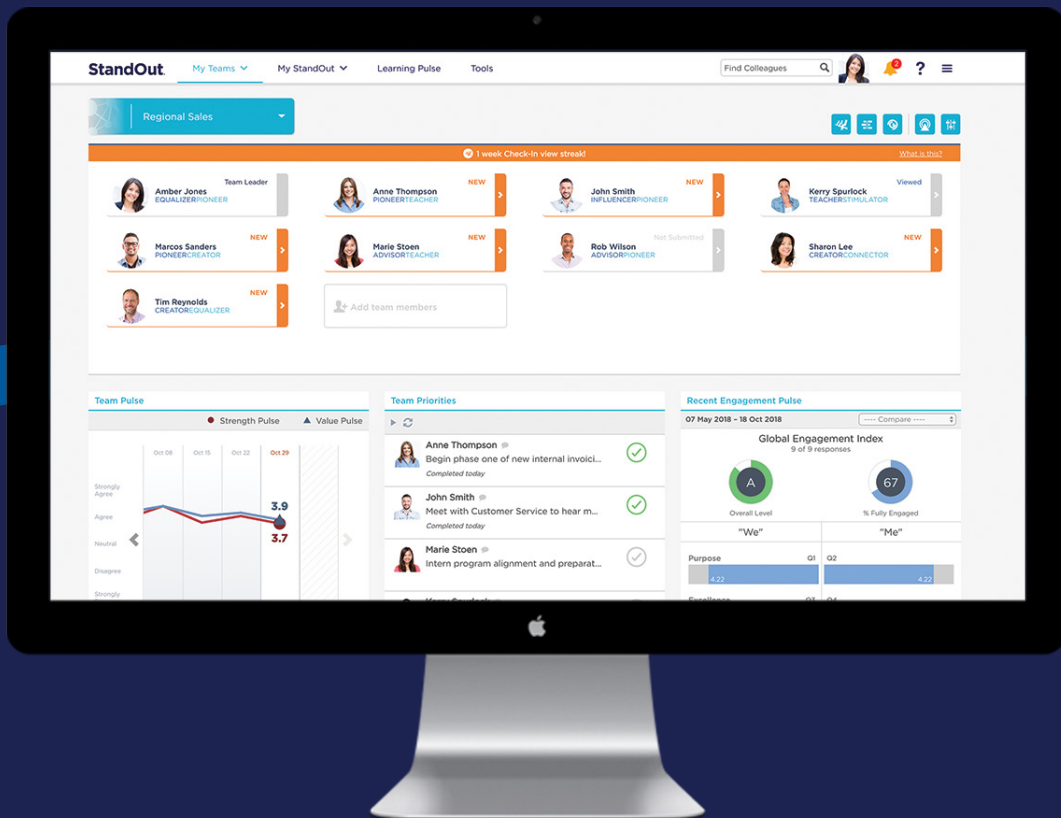 StandOut. My Teams My StandOut Learning Pulse Tools Find Colleagues 2 ?
Regional Sales
1 week Check-In view streak! What is this?
Amber Jones Team Leader
EQUALIZERPIONEER
Anne Thompson NEW
PIONEERTEACHER
John Smith NEW
INFLUENCERPIONEER
Kerry Spurlock Viewed
TEACHERSTIMULATOR
Marcos Sanders NEW
PIONEERCREATOR
Marie Stoen NEW
ADVISORTEACHER
Rob Wilson Not Submitted
ADVISORPIONEER
Sharon Lee NEW
CREATORCONNECTOR
Tim Reynolds NEW
CREATOREQUALIZER
Add team members
Team Pulse
Strength Pulse Value Pulse
Oct 08 Oct 15 Oct 22 Oct 29
Strongly
Agree
Agree
Neutral
Disagree
Strongly
3.9
3.7
Team Priorities
Anne Thompson
Begin phase one of new internal invoici...
Completed today
John Smith
Meet with Customer Service to hear m...
Completed today
Marie Stoen
Intern program alignment and preparat...
Recent Engagement Pulse
07 May 2018 – 18 Oct 2018 ---- Compare ----
Global Engagement Index
9 of 9 responses
A 67
Overall Level % Fully Engaged
"We" "Me"
Purpose Q1 Q2
4.22 4.22